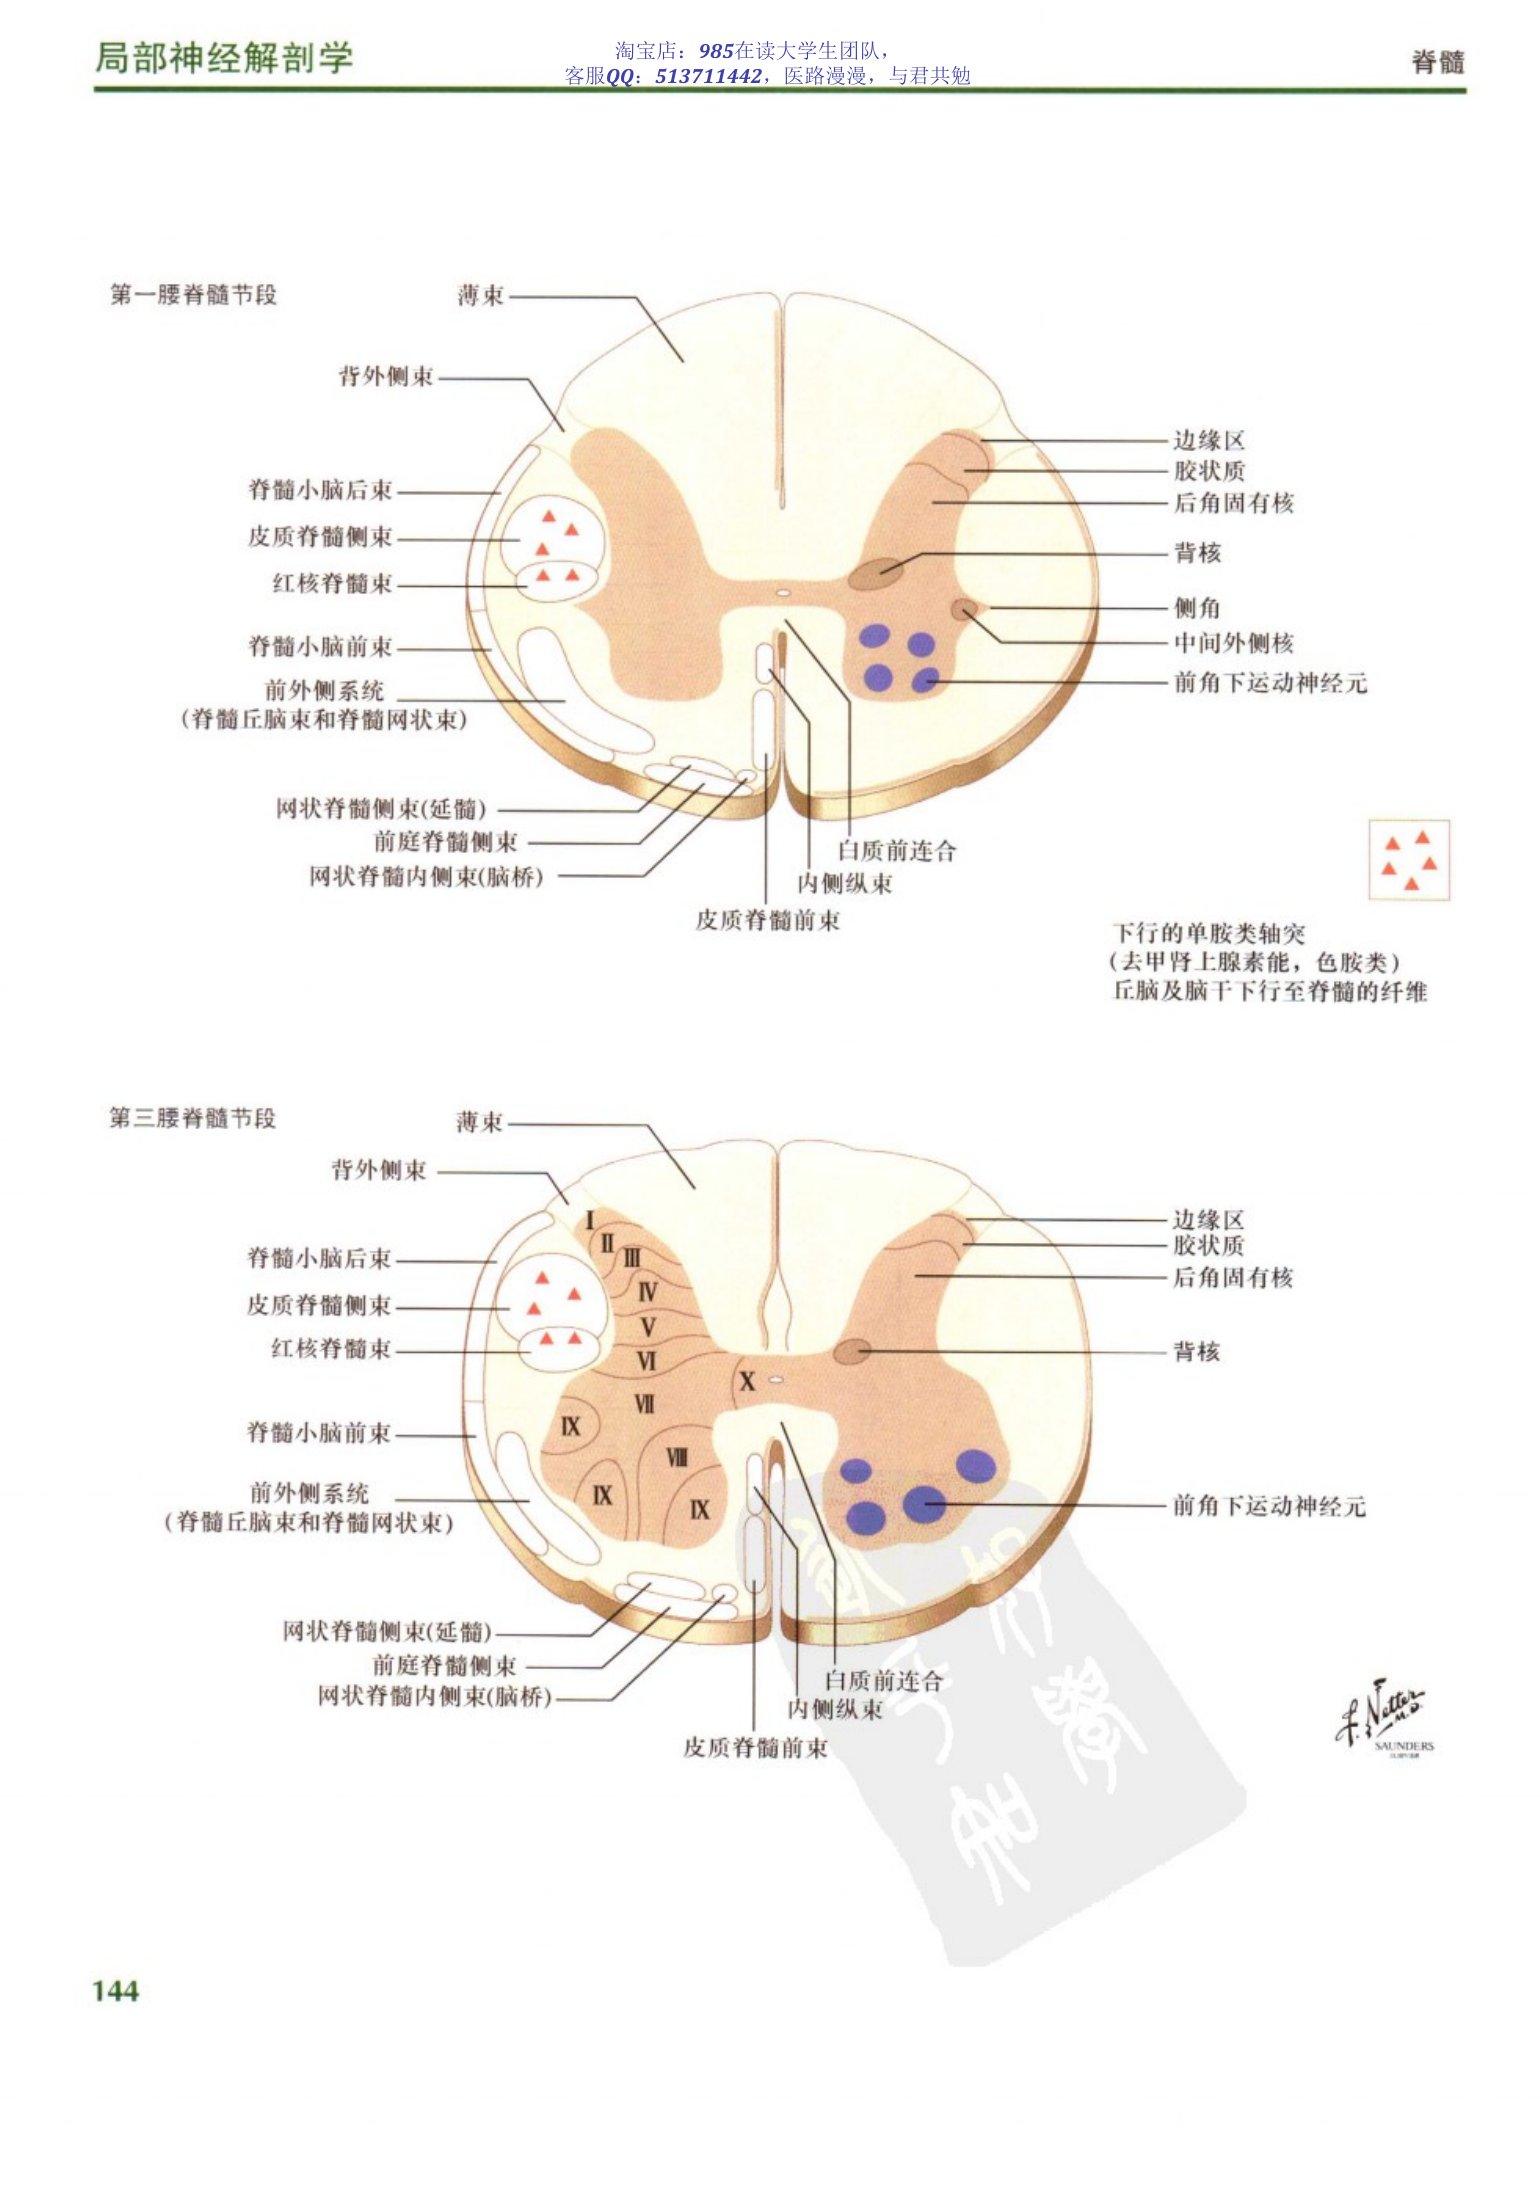 局部神经解剖学
淘宝店：985在读大学生团队，
客服QQ：513711442，医路漫漫，与君共勉
脊髓
第一腰脊髓节段
薄束
背外侧束
脊髓小脑后束
皮质脊髓侧束
红核脊髓束
脊髓小脑前束
前外侧系统
(脊髓丘脑束和脊髓网状束)
网状脊髓侧束(延髓)
前庭脊髓侧束
网状脊髓内侧束(脑桥)
边缘区
胶状质
后角固有核
背核
侧角
中间外侧核
前角下运动神经元
白质前连合
内侧纵束
皮质脊髓前束
下行的单胺类轴突
(去甲肾上腺素能，色胺类)
丘脑及脑干下行至脊髓的纤维
第三腰脊髓节段
薄束
背外侧束
脊髓小脑后束
皮质脊髓侧束
红核脊髓束
脊髓小脑前束
前外侧系统
(脊髓丘脑束和脊髓网状束)
网状脊髓侧束(延髓)
前庭脊髓侧束
网状脊髓内侧束(脑桥)
I
II
III
IV
V
VI
X
VII
IX
VIII
IX
IX
边缘区
胶状质
后角固有核
背核
前角下运动神经元
白质前连合
内侧纵束
皮质脊髓前束
F. Netter
M.D.
SAUNDERS
144